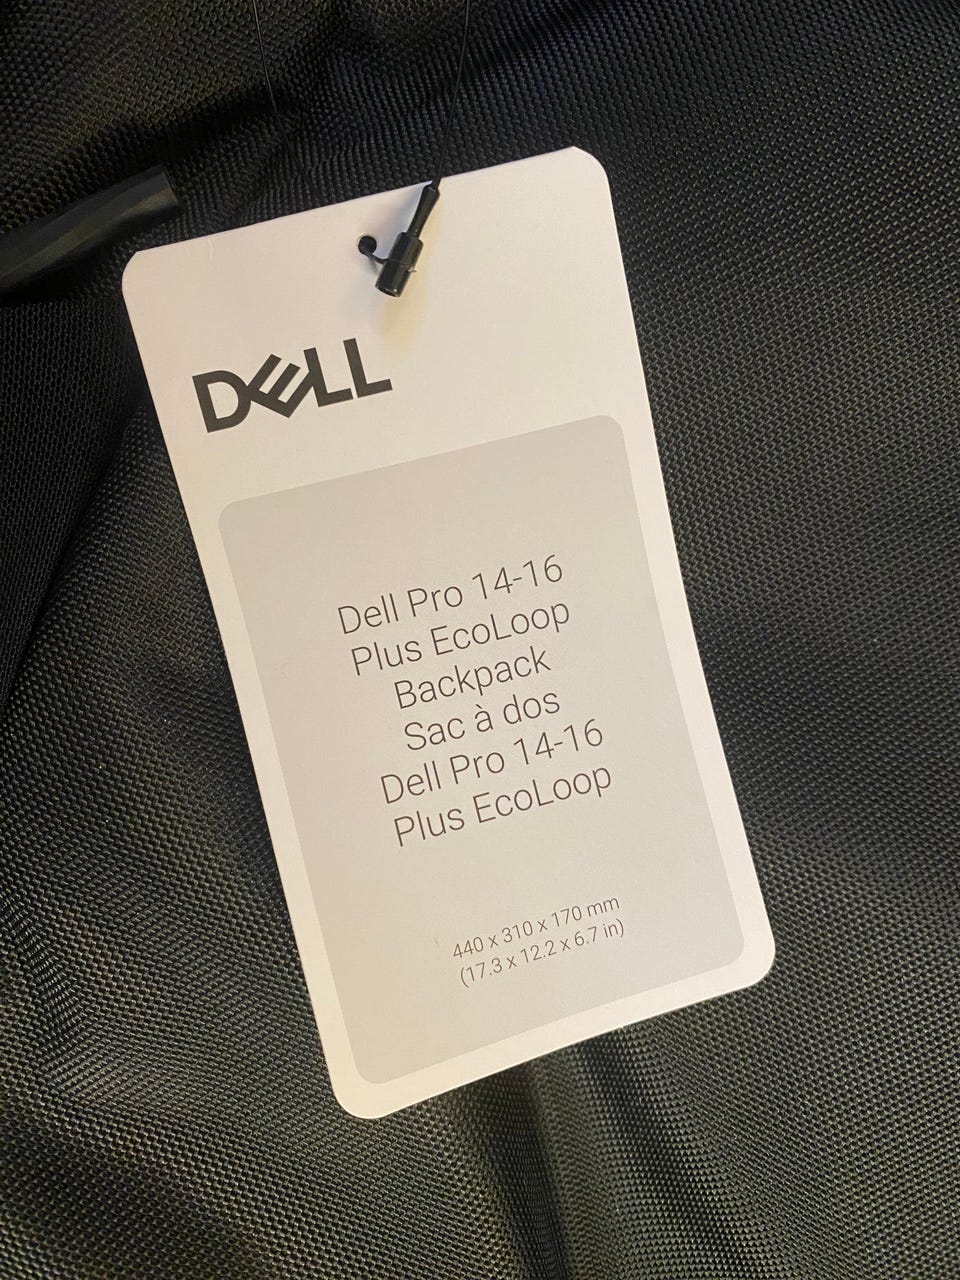 DELL
Dell Pro 14-16
Plus EcoLoop
Backpack
Sac à dos
Dell Pro 14-16
Plus EcoLoop
440 x 310 x 170 mm
(17.3 x 12.2 x 6.7 in)